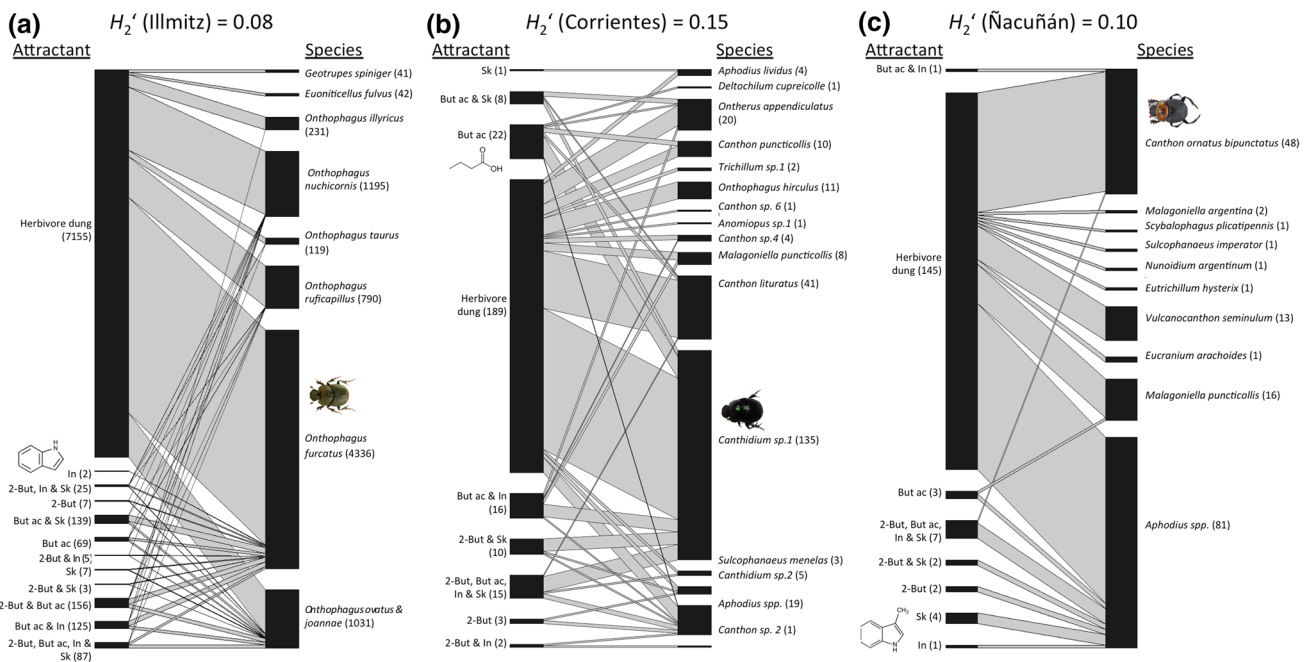 (a) H2‘ (Illmitz) = 0.08
Attractant
Species
Herbivore dung
(7155)
N
H
In (2)
2-But, In & Sk (25)
2-But (7)
But ac & Sk (139)
But ac (69)
2-But & In (5)
Sk (7)
2-But & Sk (3)
2-But & But ac (156)
But ac & In (125)
2-But, But ac, In &
Sk (87)
Geotrupes spiniger (41)
Euoniticellus fulvus (42)
Onthophagus illyricus
(231)
Onthophagus
nuchicornis (1195)
Onthophagus taurus
(119)
Onthophagus
ruficapillus (790)
Onthophagus
furcatus (4336)
Onthophagus ovatus &
joannae (1031)
(b) H2‘ (Corrientes) = 0.15
Attractant
Species
Sk (1)
But ac & Sk (8)
But ac (22)
O
OH
Herbivore
dung (189)
But ac & In
(16)
2-But & Sk
(10)
2-But, But ac,
In & Sk (15)
2-But (3)
2-But & In (2)
Aphodius lividus (4)
Deltochilum cupreicolle (1)
Ontherus appendiculatus
(20)
Canthon puncticollis (10)
Trichillum sp.1 (2)
Onthophagus hirculus (11)
Canthon sp. 6 (1)
Anomiopus sp.1 (1)
Canthon sp.4 (4)
Malagoniella puncticollis (8)
Canthon lituratus (41)
Canthidium sp.1 (135)
Sulcophanaeus menelas (3)
Canthidium sp.2 (5)
Aphodius spp. (19)
Canthon sp. 2 (1)
(c) H2‘ (Ñacuñán) = 0.10
Attractant
Species
But ac & In (1)
Herbivore
dung (145)
But ac (3)
2-But, But ac,
In & Sk (7)
2-But & Sk (2)
2-But (2)
CH3
N
H
Sk (4)
In (1)
Canthon ornatus bipunctatus (48)
Malagoniella argentina (2)
Scybalophagus plicatipennis (1)
Sulcophanaeus imperator (1)
Nunoidium argentinum (1)
Eutrichillum hysterix (1)
Vulcanocanthon seminulum (13)
Eucranium arachoides (1)
Malagoniella puncticollis (16)
Aphodius spp. (81)